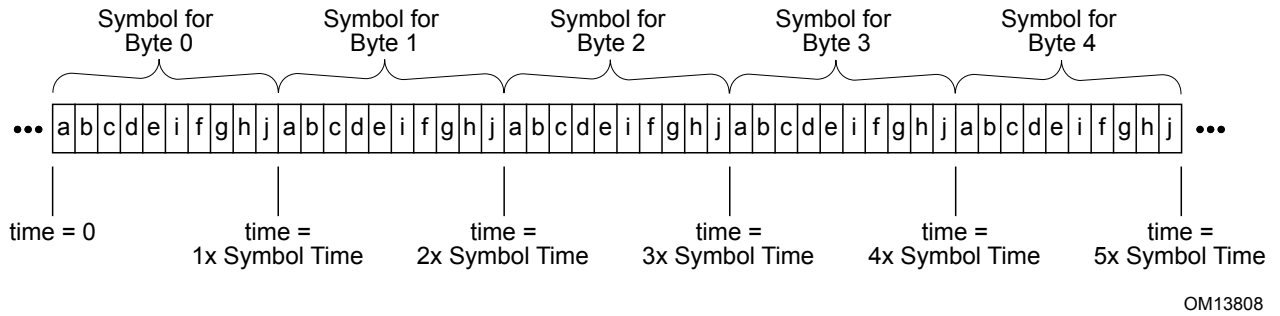 Symbol for Byte 0
Symbol for Byte 1
Symbol for Byte 2
Symbol for Byte 3
Symbol for Byte 4
••• a b c d e i f g h j a b c d e i f g h j a b c d e i f g h j a b c d e i f g h j a b c d e i f g h j •••
time = 0
time = 1x Symbol Time
time = 2x Symbol Time
time = 3x Symbol Time
time = 4x Symbol Time
time = 5x Symbol Time
OM13808